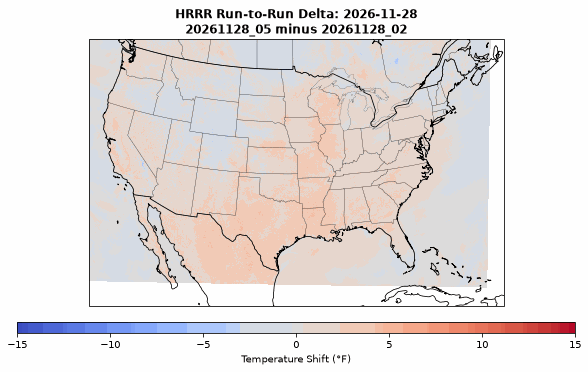 HRRR Run-to-Run Delta: 2026-11-28
20261128_05 minus 20261128_02
−15 −10 −5 0 5 10 15
Temperature Shift (°F)